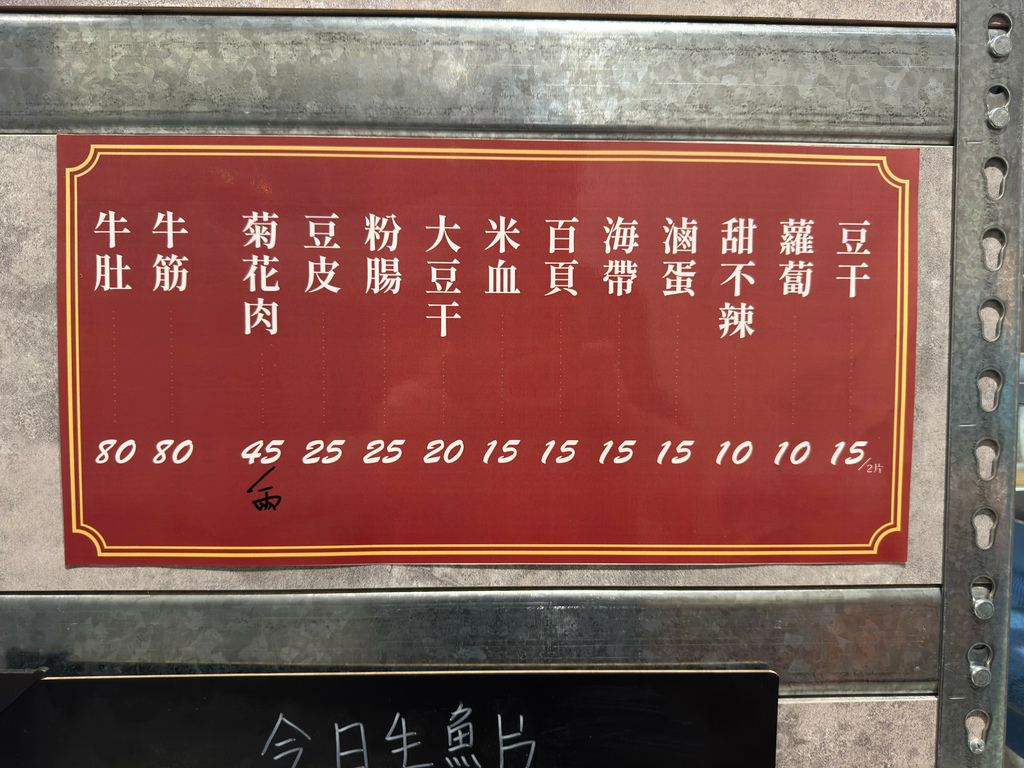 豆干 15/2片
蘿蔔 10
甜不辣 10
滷蛋 15
海帶 15
百頁 15
米血 15
大豆干 20
粉腸 25
豆皮 25
菊花肉 45/兩
牛筋 80
牛肚 80
今日生魚片